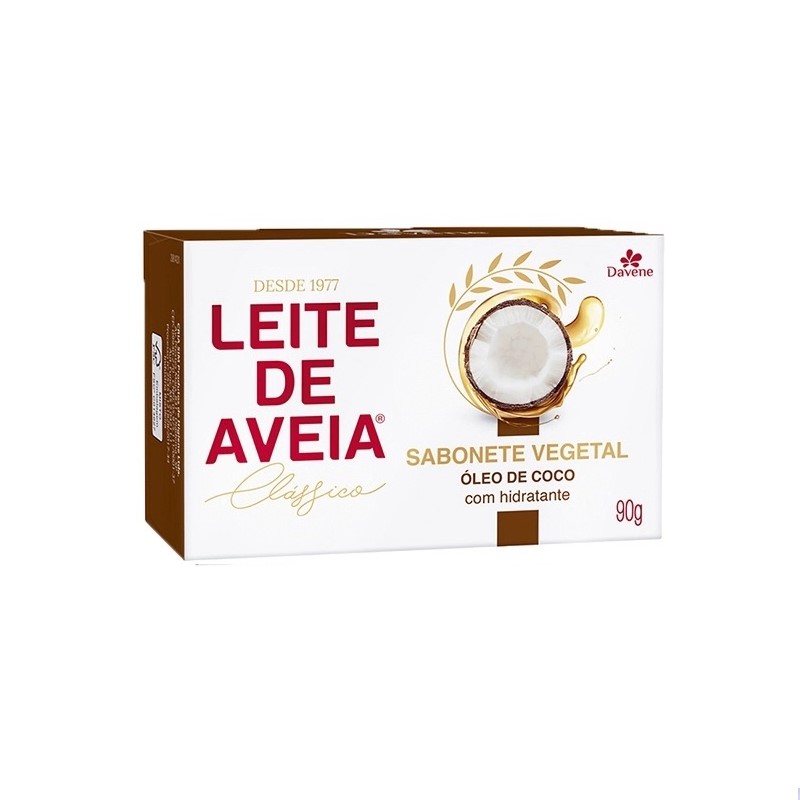 DESDE 1977
LEITE
DE
AVEIA®
Clássico
Davene
SABONETE VEGETAL
ÓLEO DE COCO
com hidratante
90g